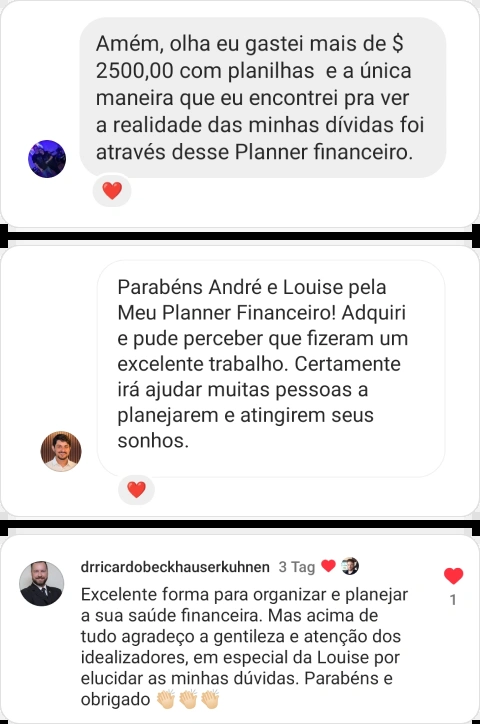 Amém, olha eu gastei mais de $
2500,00 com planilhas e a única
maneira que eu encontrei pra ver
a realidade das minhas dívidas foi
através desse Planner financeiro.
Parabéns André e Louise pela
Meu Planner Financeiro! Adquiri
e pude perceber que fizeram um
excelente trabalho. Certamente
irá ajudar muitas pessoas a
planejarem e atingirem seus
sonhos.
drricardobeckhauserkuhnen 3 Tag
Excelente forma para organizar e planejar
a sua saúde financeira. Mas acima de
tudo agradeço a gentileza e atenção dos
idealizadores, em especial da Louise por
elucidar as minhas dúvidas. Parabéns e
obrigado 👏🏼👏🏼👏🏼
1